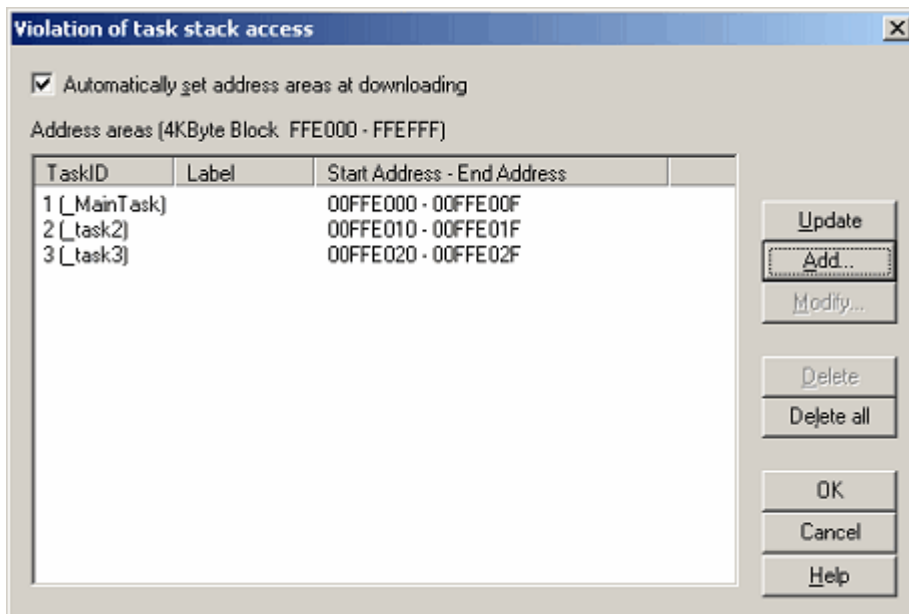 Violation of task stack access
Automatically set address areas at downloading
Address areas (4KByte Block FFE000 - FFEFFF)
TaskID Label Start Address - End Address
1 (_MainTask) 00FFE000 - 00FFE00F
2 (_task2) 00FFE010 - 00FFE01F
3 (_task3) 00FFE020 - 00FFE02F
Update
Add...
Modify...
Delete
Delete all
OK
Cancel
Help